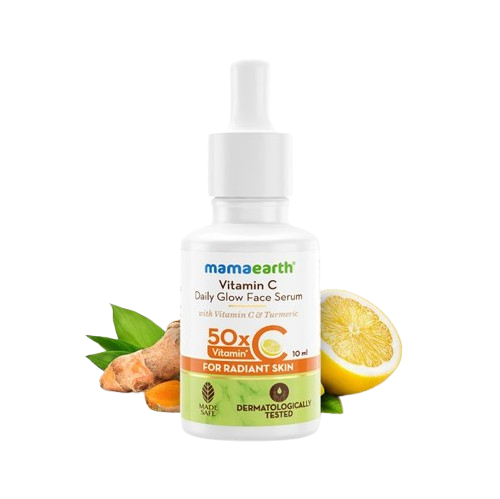 mamaearth®
Vitamin C
Daily Glow Face Serum
with Vitamin C & Turmeric
50x C
Vitamin*
10 ml
FOR RADIANT SKIN
MADE SAFE
DERMATOLOGICALLY
TESTED